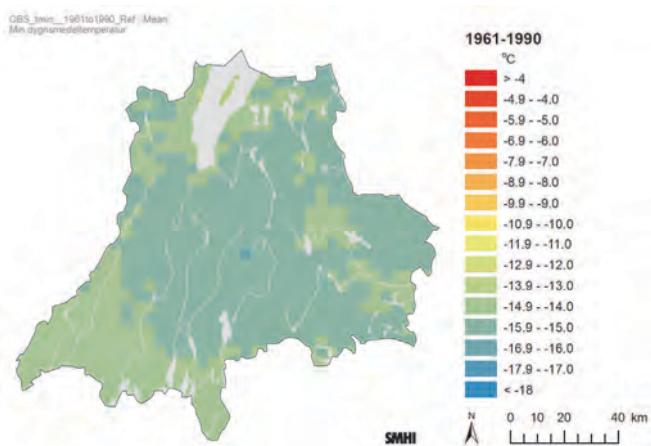 OBS_tmin__1961to1990_Ref Mean
Min dygnsmedeltemperatur
1961-1990
°C
> -4
-4.9 - -4.0
-5.9 - -5.0
-6.9 - -6.0
-7.9 - -7.0
-8.9 - -8.0
-9.9 - -9.0
-10.9 - -10.0
-11.9 - -11.0
-12.9 - -12.0
-13.9 - -13.0
-14.9 - -14.0
-15.9 - -15.0
-16.9 - -16.0
-17.9 - -17.0
< -18
SMHI
N
0 10 20 40 km